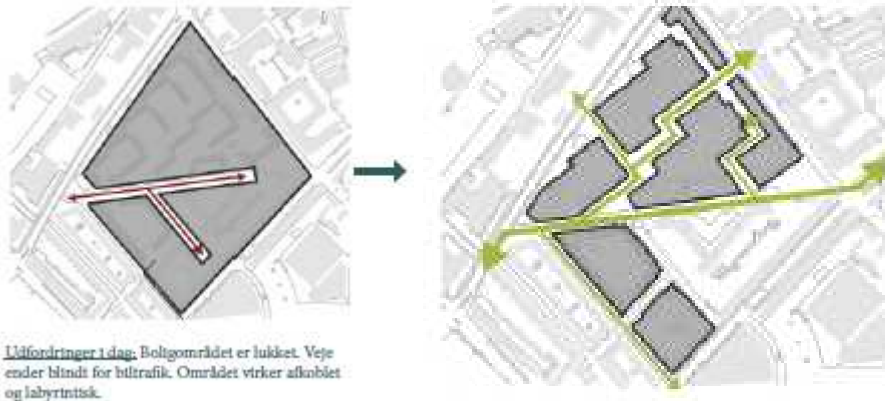 Udfordringer i dag: Boligområdet er lukket. Veje
ender blindt for biltrafik. Området virker afkoblet
og labyrintisk.